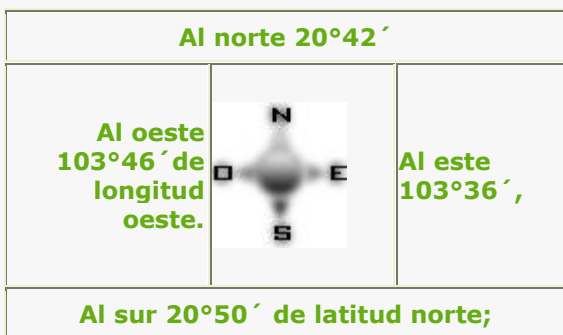 Al norte 20°42´
Al oeste
103°46´de
longitud
oeste.
N
O
E
S
Al este
103°36´,
Al sur 20°50´ de latitud norte;